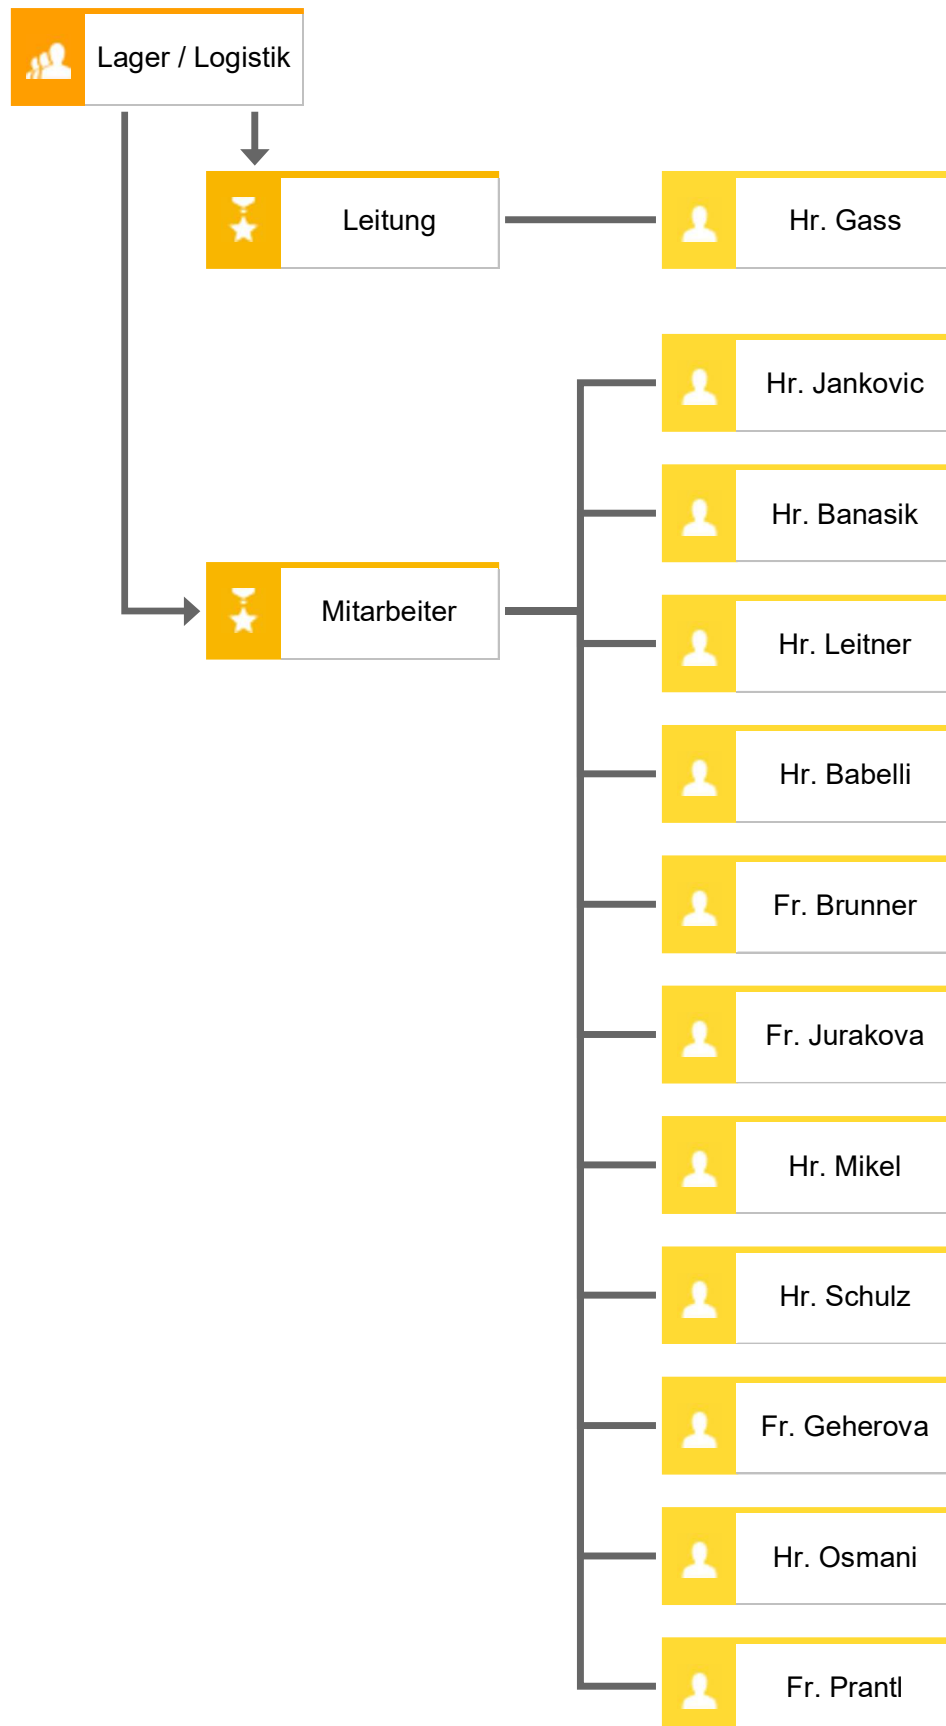 Lager / Logistik
Leitung
Hr. Gass
Hr. Jankovic
Hr. Banasik
Mitarbeiter
Hr. Leitner
Hr. Babelli
Fr. Brunner
Fr. Jurakova
Hr. Mikel
Hr. Schulz
Fr. Geherova
Hr. Osmani
Fr. Prantl